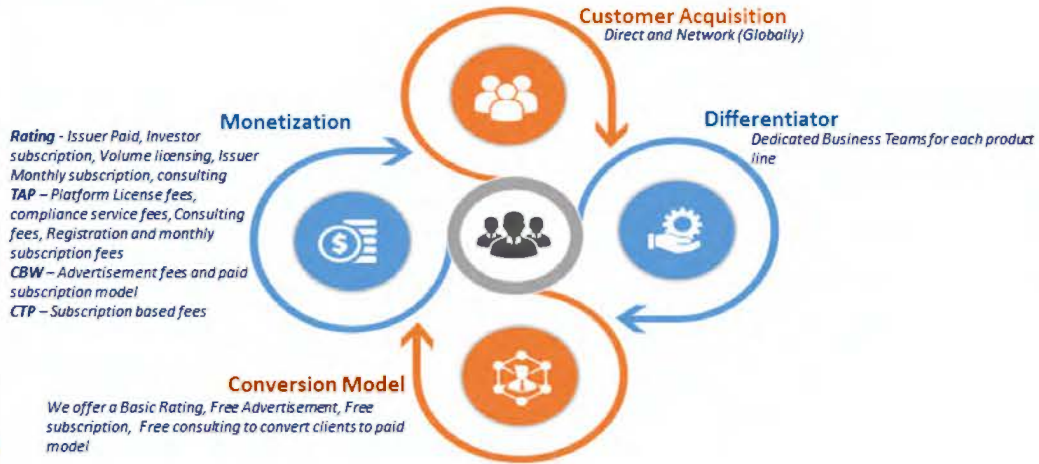 Customer Acquisition
Direct and Network (Globally)
Differentiator
Dedicated Business Teams for each product
line
Monetization
Rating - Issuer Paid, Investor
subscription, Volume licensing, Issuer
Monthly subscription, consulting
TAP – Platform License fees,
compliance service fees, Consulting
fees, Registration and monthly
subscription fees
CBW – Advertisement fees and paid
subscription model
CTP – Subscription based fees
Conversion Model
We offer a Basic Rating, Free Advertisement, Free
subscription, Free consulting to convert clients to paid
model